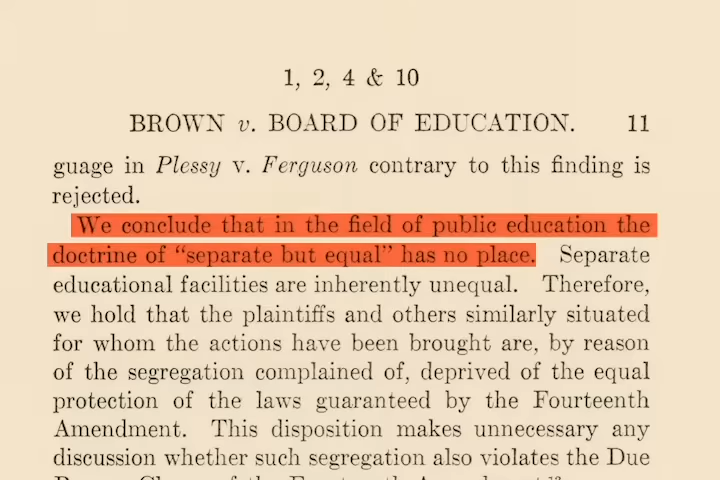 1, 2, 4 & 10
BROWN v. BOARD OF EDUCATION. 11
guage in Plessy v. Ferguson contrary to this finding is
rejected.
We conclude that in the field of public education the
doctrine of “separate but equal” has no place. Separate
educational facilities are inherently unequal. Therefore,
we hold that the plaintiffs and others similarly situated
for whom the actions have been brought are, by reason
of the segregation complained of, deprived of the equal
protection of the laws guaranteed by the Fourteenth
Amendment. This disposition makes unnecessary any
discussion whether such segregation also violates the Due